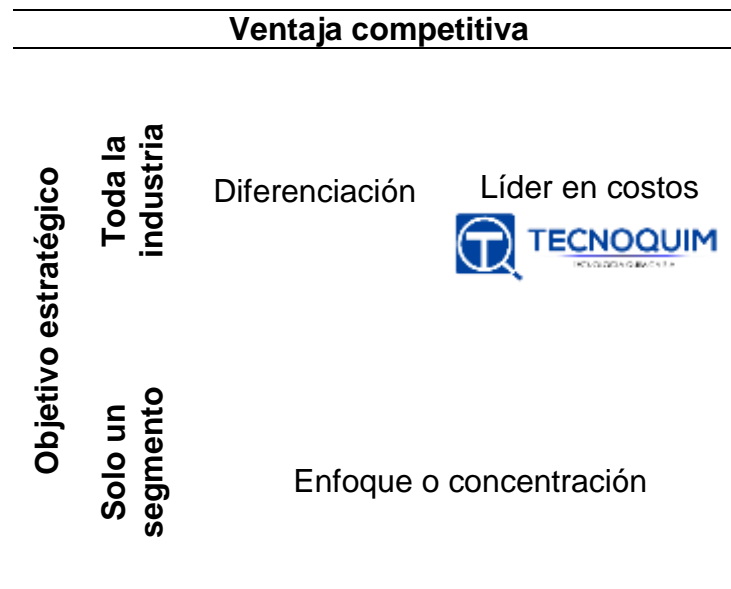 Ventaja competitiva
Objetivo estratégico
Toda la
industria
Diferenciación
Líder en costos
TECNOQUIM
Solo un
segmento
Enfoque o concentración